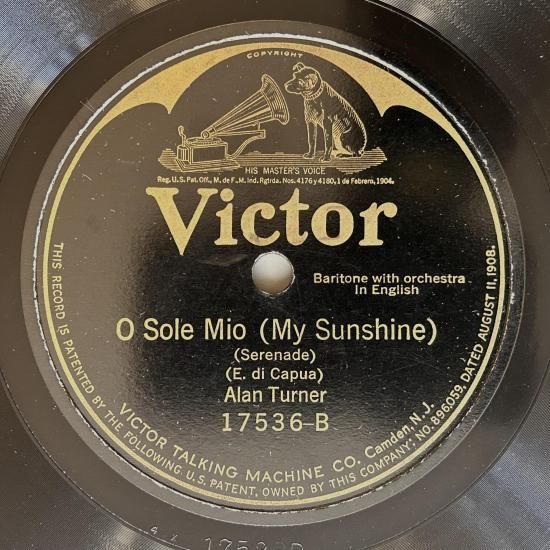 COPYRIGHT
HIS MASTER'S VOICE
Reg. U.S. Pat. Off., M. de F., M. Ind. Rgtrda. Nos. 4176 y 4180, 1 de Febrero, 1904.
Victor
Baritone with orchestra
In English
O Sole Mio (My Sunshine)
(Serenade)
(E. di Capua)
Alan Turner
17536-B
VICTOR TALKING MACHINE CO. Camden, N.J.
THIS RECORD IS PATENTED BY THE FOLLOWING U.S. PATENT, OWNED BY THIS COMPANY; NO. 896,059, DATED AUGUST 11, 1908.